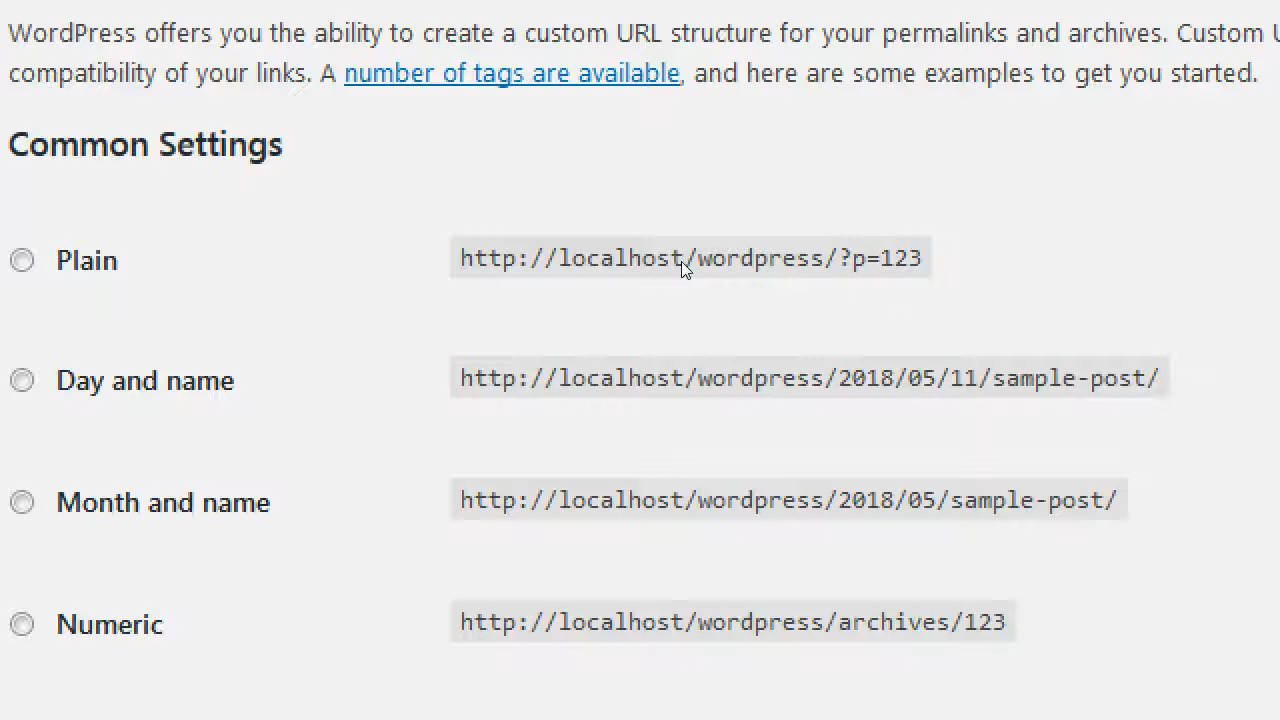 WordPress offers you the ability to create a custom URL structure for your permalinks and archives. Custom
compatibility of your links. A number of tags are available, and here are some examples to get you started.
Common Settings
Plain http://localhost/wordpress/?p=123
Day and name http://localhost/wordpress/2018/05/11/sample-post/
Month and name http://localhost/wordpress/2018/05/sample-post/
Numeric http://localhost/wordpress/archives/123